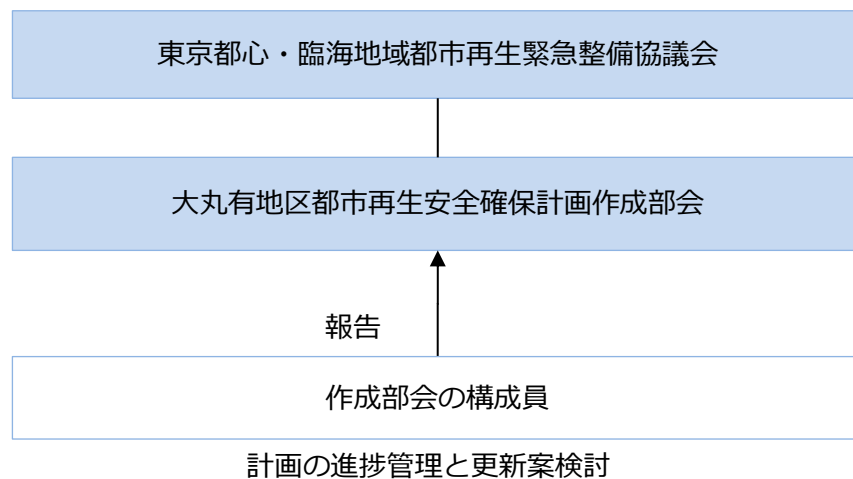 東京都心・臨海地域都市再生緊急整備協議会
大丸有地区都市再生安全確保計画作成部会
報告
作成部会の構成員
計画の進捗管理と更新案検討